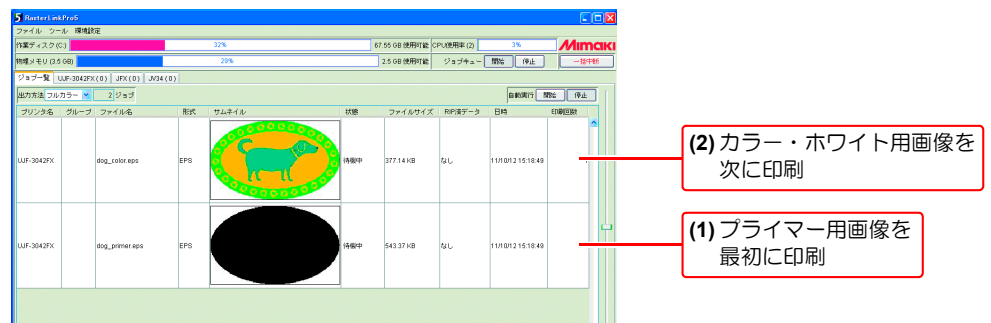 5 RasterLinkPro5
ファイル ツール 環境設定
作業ディスク(C:) 32% 67.55 GB 使用可能 CPU使用率(2) 3% Mimaki
物理メモリ(3.5 GB) 29% 2.5 GB 使用可能 ジョブキュー 開始 停止 一括中断
ジョブ一覧 UJF-3042FX(0) JFX(0) JV34(0)
出力方法 フルカラー 2 ジョブ 自動実行 開始 停止
プリンタ名 グループ ファイル名 形式 サムネイル 状態 ファイルサイズ RIP済データ 日時 印刷回数
UJF-3042FX dog_color.eps EPS 待機中 377.14 KB なし 11/10/12 15:18:49
(2) カラー・ホワイト用画像を
次に印刷
UJF-3042FX dog_primer.eps EPS 待機中 543.37 KB なし 11/10/12 15:18:49
(1) プライマー用画像を
最初に印刷